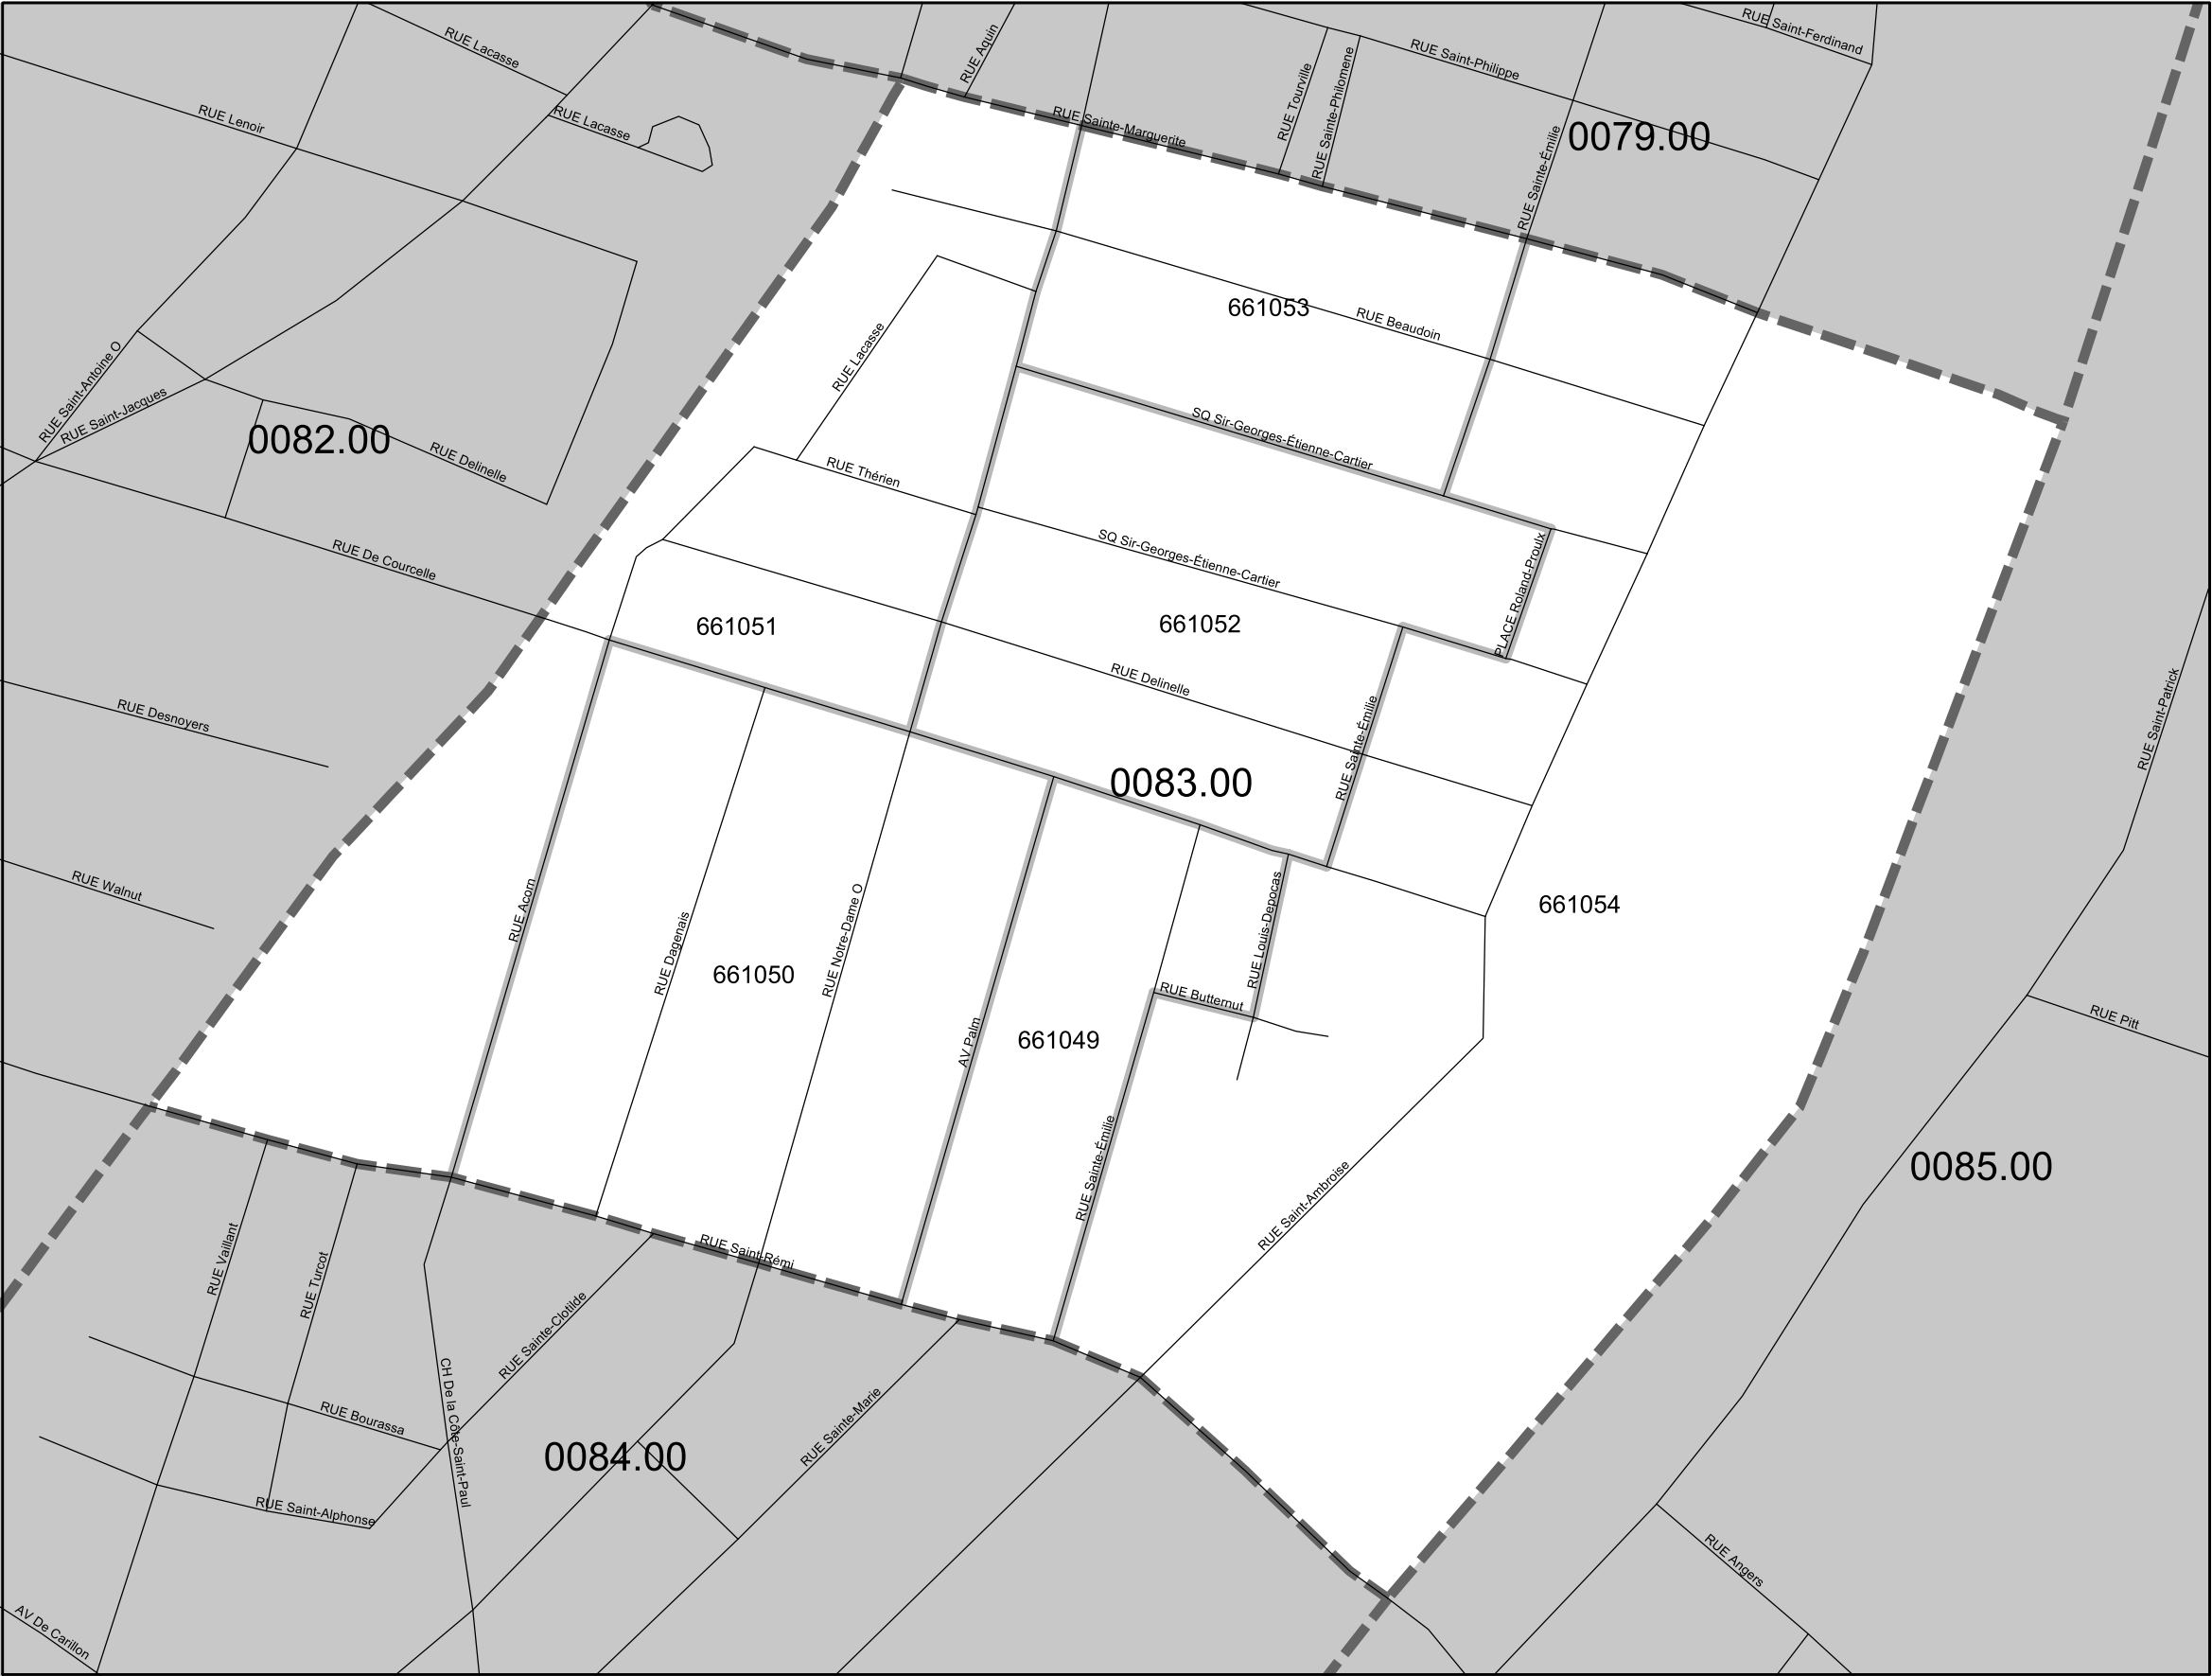 RUE Lacasse
RUE Aquin
RUE Saint-Philippe
RUE Saint-Ferdinand
RUE Lenoir
RUE Lacasse
RUE Sainte-Marguerite
RUE Tourville
RUE Sainte-Philomene
RUE Sainte-Émilie
0079.00
661053
RUE Beaudoin
RUE Lacasse
RUE Saint-Antoine O
RUE Saint-Jacques
0082.00
RUE Delinelle
RUE Thérien
SQ Sir-Georges-Étienne-Cartier
RUE De Courcelle
SQ Sir-Georges-Étienne-Cartier
PLACE Roland-Proulx
661051
661052
RUE Delinelle
RUE Desnoyers
RUE Sainte-Émilie
RUE Saint-Patrick
0083.00
RUE Walnut
RUE Acorn
RUE Dagenais
RUE Notre-Dame O
RUE Louis-Depocas
661054
661050
RUE Butternut
AV Palm
661049
RUE Pitt
RUE Sainte-Émilie
RUE Saint-Ambroise
0085.00
RUE Vaillant
RUE Turcot
RUE Saint-Rémi
RUE Sainte-Clotilde
RUE Bourassa
CH De la Côte-Saint-Paul
RUE Sainte-Marie
0084.00
RUE Saint-Alphonse
RUE Angers
AV De Carillon